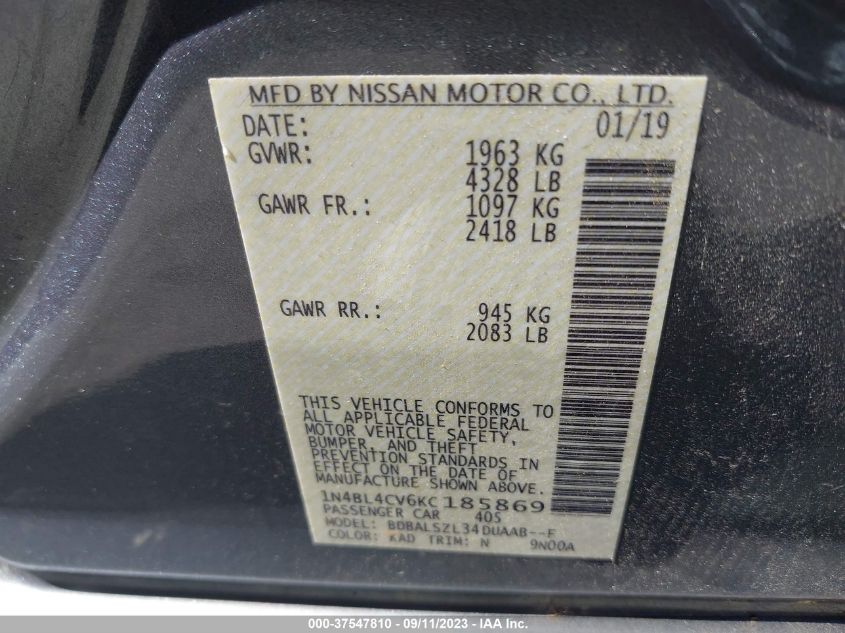 MFD BY NISSAN MOTOR CO., LTD.
DATE: 01/19
GVWR: 1963 KG
4328 LB
GAWR FR.: 1097 KG
2418 LB
GAWR RR.: 945 KG
2083 LB
THIS VEHICLE CONFORMS TO
ALL APPLICABLE FEDERAL
MOTOR VEHICLE SAFETY,
BUMPER, AND THEFT
PREVENTION STANDARDS IN
EFFECT ON THE DATE OF
MANUFACTURE SHOWN ABOVE.
1N4BL4CV6KC185869
PASSENGER CAR 405
MODEL: BDBALSZL34DUAAB--F
COLOR: KAD TRIM: N 9N00A
000-37547810 - 09/11/2023 - IAA Inc.